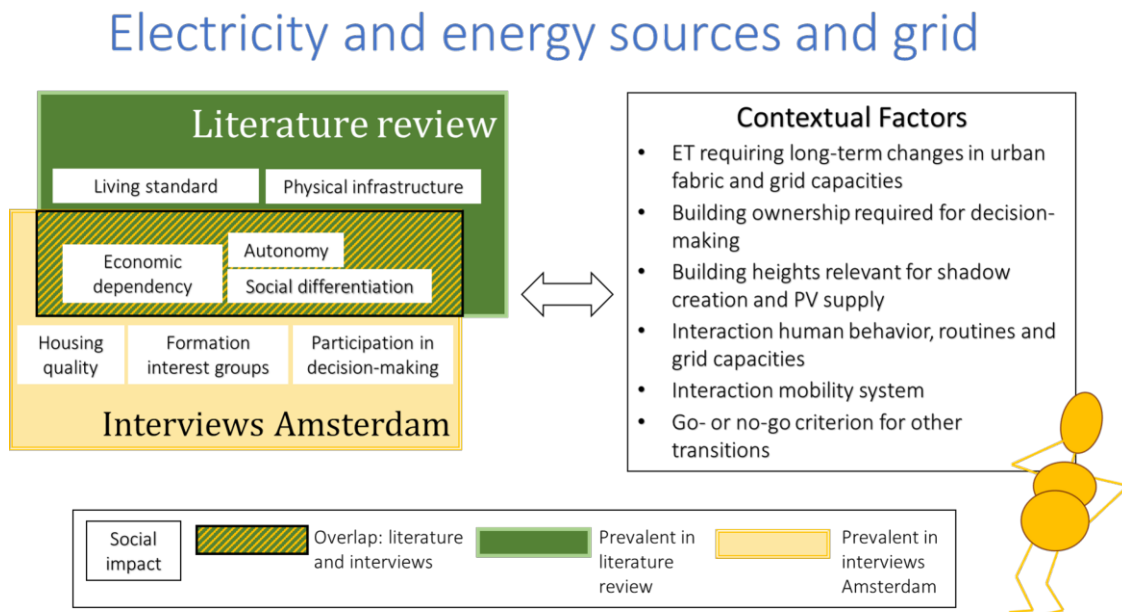 Electricity and energy sources and grid
Literature review
Living standard
Physical infrastructure
Economic
dependency
Autonomy
Social differentiation
Housing
quality
Formation
interest groups
Participation in
decision-making
Interviews Amsterdam
Contextual Factors
• ET requiring long-term changes in urban
fabric and grid capacities
• Building ownership required for decision-
making
• Building heights relevant for shadow
creation and PV supply
• Interaction human behavior, routines and
grid capacities
• Interaction mobility system
• Go- or no-go criterion for other
transitions
Social
impact
Overlap: literature
and interviews
Prevalent in
literature
review
Prevalent in
interviews
Amsterdam